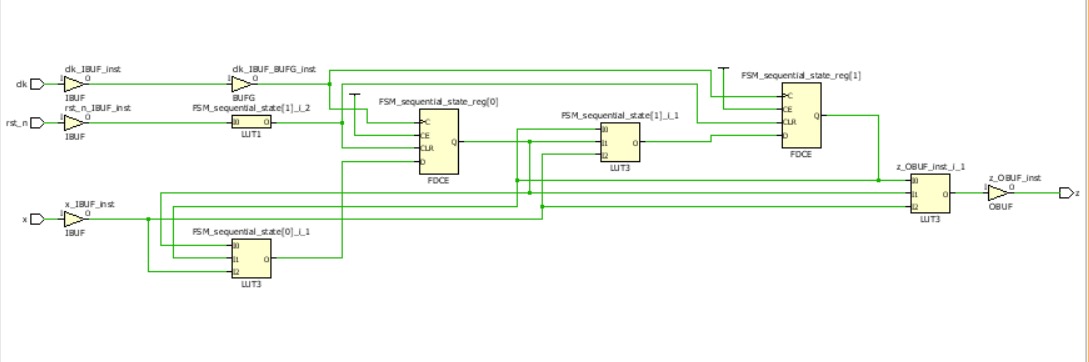 clk_IBUF_inst
clk_IBUF_BUFG_inst
FSM_sequential_state_reg[1]
clk
I
O
I
O
IBUF
BUFG
rst_n_IBUF_inst
FSM_sequential_state[1]_i_2
FSM_sequential_state_reg[0]
rst_n
I
O
I0
O
IBUF
LUT1
C
CE
CLR
D
Q
FDCE
FSM_sequential_state[1]_i_1
I0
I1
I2
O
LUT3
C
CE
CLR
D
Q
FDCE
z_OBUF_inst_i_1
I0
I1
I2
O
LUT3
z_OBUF_inst
I
O
OBUF
z
x_IBUF_inst
x
I
O
IBUF
FSM_sequential_state[0]_i_1
I0
I1
I2
O
LUT3